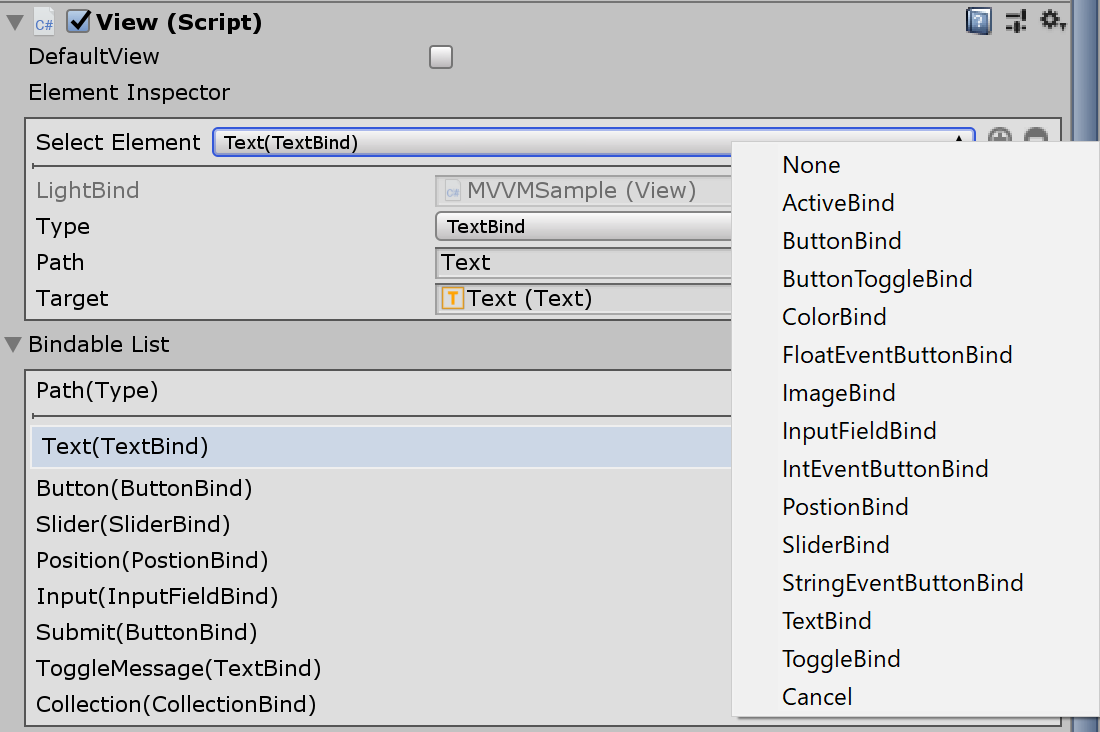 C# View (Script)
DefaultView
Element Inspector
Select Element Text(TextBind)
LightBind C# MVVMSample (View)
Type TextBind
Path Text
Target T Text (Text)
Bindable List
Path(Type)
Text(TextBind)
Button(ButtonBind)
Slider(SliderBind)
Position(PostionBind)
Input(InputFieldBind)
Submit(ButtonBind)
ToggleMessage(TextBind)
Collection(CollectionBind)
None
ActiveBind
ButtonBind
ButtonToggleBind
ColorBind
FloatEventButtonBind
ImageBind
InputFieldBind
IntEventButtonBind
PostionBind
SliderBind
StringEventButtonBind
TextBind
ToggleBind
Cancel